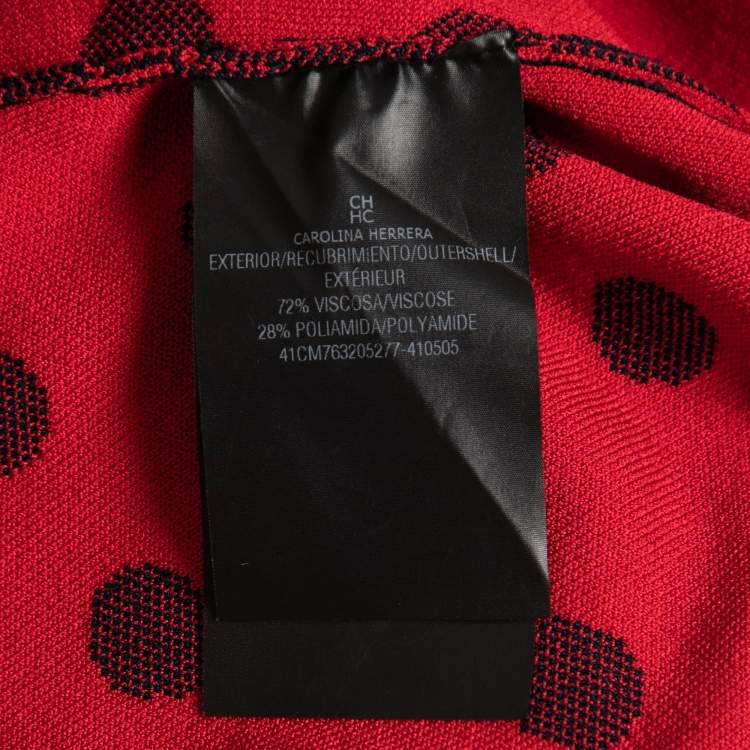 CH
HC
CAROLINA HERRERA
EXTERIOR/RECUBRIMIENTO/OUTERSHELL/
EXTÉRIEUR
72% VISCOSA/VISCOSE
28% POLIAMIDA/POLYAMIDE
41CM763205277-410505